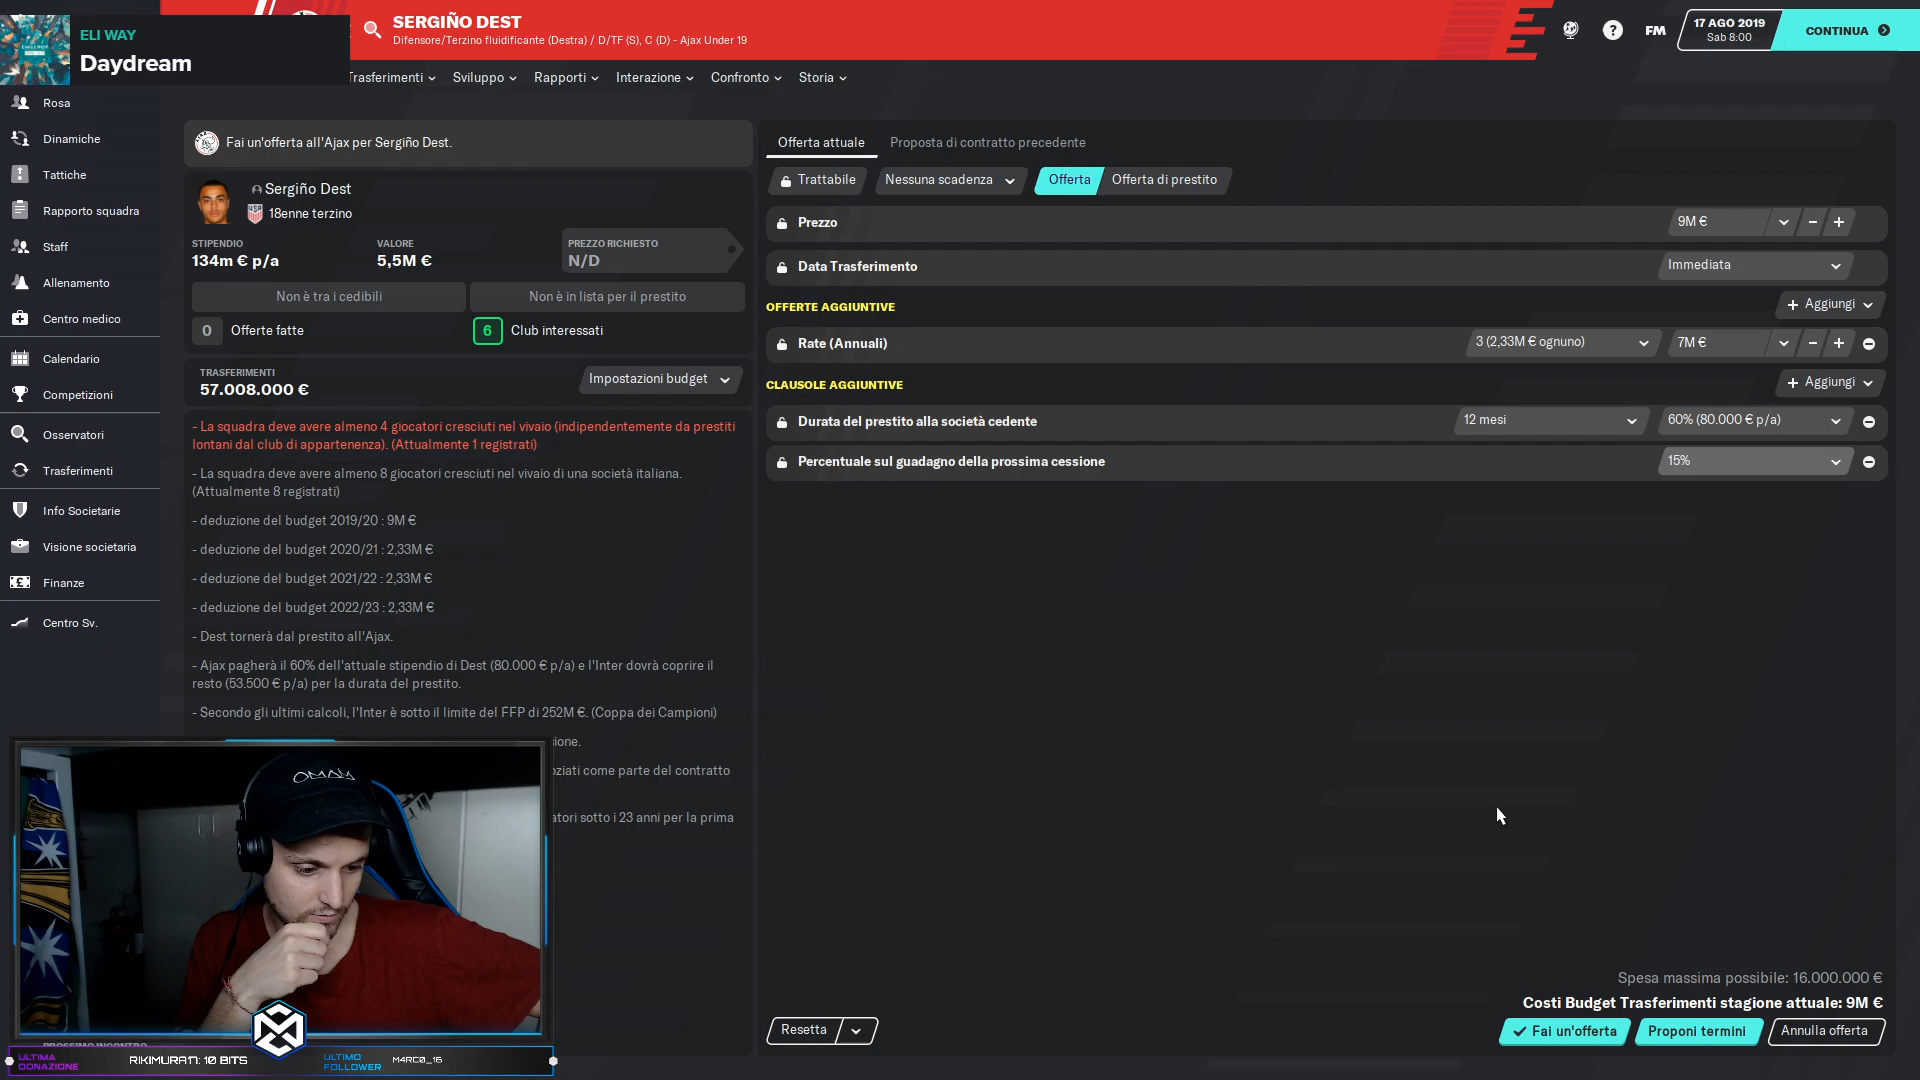 ELI WAY
Daydream
SERGIÑO DEST
Difensore/Terzino fluidificante (Destra) / D/TF (S), C (D) - Ajax Under 19
FM
17 AGO 2019
Sab 8:00
CONTINUA
Trasferimenti
Sviluppo
Rapporti
Interazione
Confronto
Storia
Rosa
Dinamiche
Tattiche
Rapporto squadra
Staff
Allenamento
Centro medico
Calendario
Competizioni
Osservatori
Trasferimenti
Info Societarie
Visione societaria
Finanze
Centro Sv.
Fai un'offerta all'Ajax per Sergiño Dest.
Sergiño Dest
18enne terzino
STIPENDIO
134m € p/a
VALORE
5,5M €
PREZZO RICHIESTO
N/D
Non è tra i cedibili
Non è in lista per il prestito
0 Offerte fatte
6 Club interessati
TRASFERIMENTI
57.008.000 €
Impostazioni budget
- La squadra deve avere almeno 4 giocatori cresciuti nel vivaio (indipendentemente da prestiti
lontani dal club di appartenenza). (Attualmente 1 registrati)
- La squadra deve avere almeno 8 giocatori cresciuti nel vivaio di una società italiana.
(Attualmente 8 registrati)
- deduzione del budget 2019/20 : 9M €
- deduzione del budget 2020/21 : 2,33M €
- deduzione del budget 2021/22 : 2,33M €
- deduzione del budget 2022/23 : 2,33M €
- Dest tornerà dal prestito all'Ajax.
- Ajax pagherà il 60% dell'attuale stipendio di Dest (80.000 € p/a) e l'Inter dovrà coprire il
resto (53.500 € p/a) per la durata del prestito.
- Secondo gli ultimi calcoli, l'Inter è sotto il limite del FFP di 252M €. (Coppa dei Campioni)
come parte del contratto
sotto i 23 anni per la prima
Offerta attuale
Proposta di contratto precedente
Trattabile
Nessuna scadenza
Offerta
Offerta di prestito
Prezzo
9M €
Data Trasferimento
Immediata
OFFERTE AGGIUNTIVE
+ Aggiungi
Rate (Annuali)
3 (2,33M € ognuno)
7M €
CLAUSOLE AGGIUNTIVE
+ Aggiungi
Durata del prestito alla società cedente
12 mesi
60% (80.000 € p/a)
Percentuale sul guadagno della prossima cessione
15%
Spesa massima possibile: 16.000.000 €
Costi Budget Trasferimenti stagione attuale: 9M €
Resetta
Fai un'offerta
Proponi termini
Annulla offerta
OMAM
ULTIMA
DONAZIONE
RIKIMURA17: 10 BITS
ULTIMO
FOLLOWER
M4RC0_16